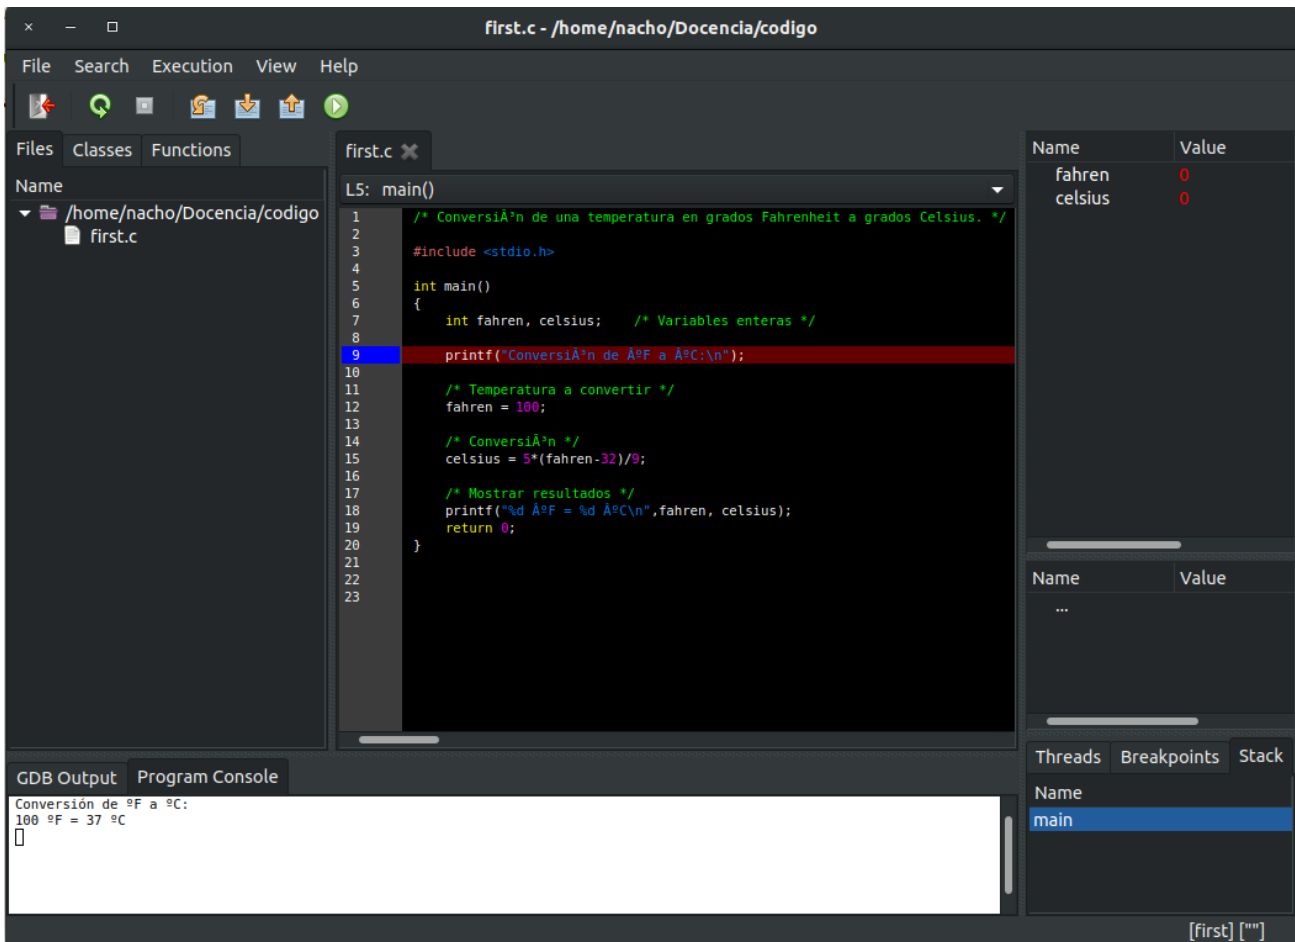 first.c - /home/nacho/Docencia/codigo
File Search Execution View Help
Files Classes Functions
Name
/home/nacho/Docencia/codigo
first.c
first.c
L5: main()
1 /* ConversiÃ³n de una temperatura en grados Fahrenheit a grados Celsius. */
2
3 #include <stdio.h>
4
5 int main()
6 {
7 int fahren, celsius; /* Variables enteras */
8
9 printf("ConversiÃ³n de ÂºF a ÂºC:\n");
10
11 /* Temperatura a convertir */
12 fahren = 100;
13
14 /* ConversiÃ³n */
15 celsius = 5*(fahren-32)/9;
16
17 /* Mostrar resultados */
18 printf("%d ÂºF = %d ÂºC\n",fahren, celsius);
19 return 0;
20 }
21
22
23
Name Value
fahren 0
celsius 0
Name Value
...
GDB Output Program Console
Conversión de ºF a ºC:
100 ºF = 37 ºC
Threads Breakpoints Stack
Name
main
[first] [""]